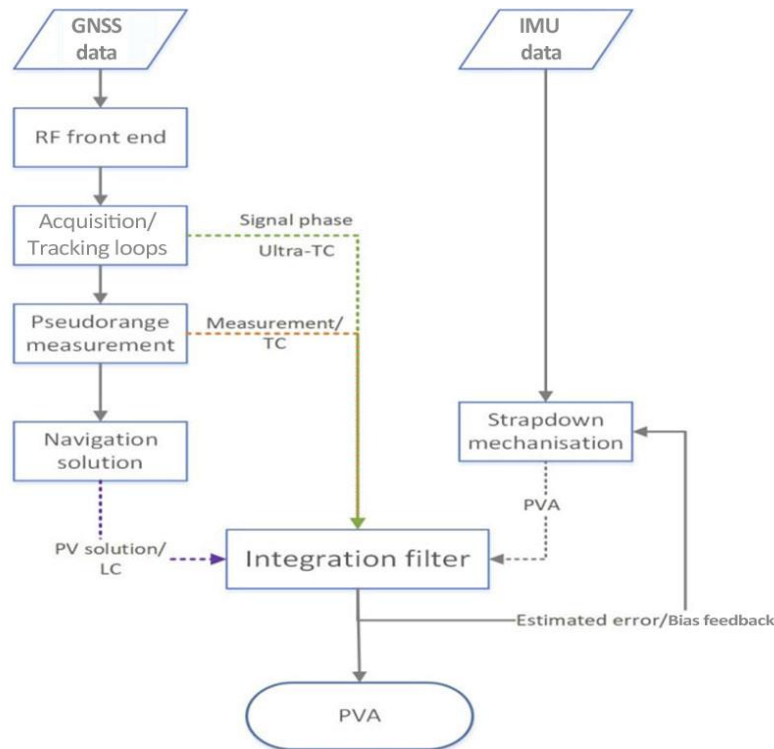 GNSS
data
IMU
data
RF front end
Acquisition/
Tracking loops
Signal phase
Ultra-TC
Pseudorange
measurement
Measurement/
TC
Navigation
solution
Strapdown
mechanisation
PVA
PV solution/
LC
Integration filter
Estimated error/Bias feedback
PVA